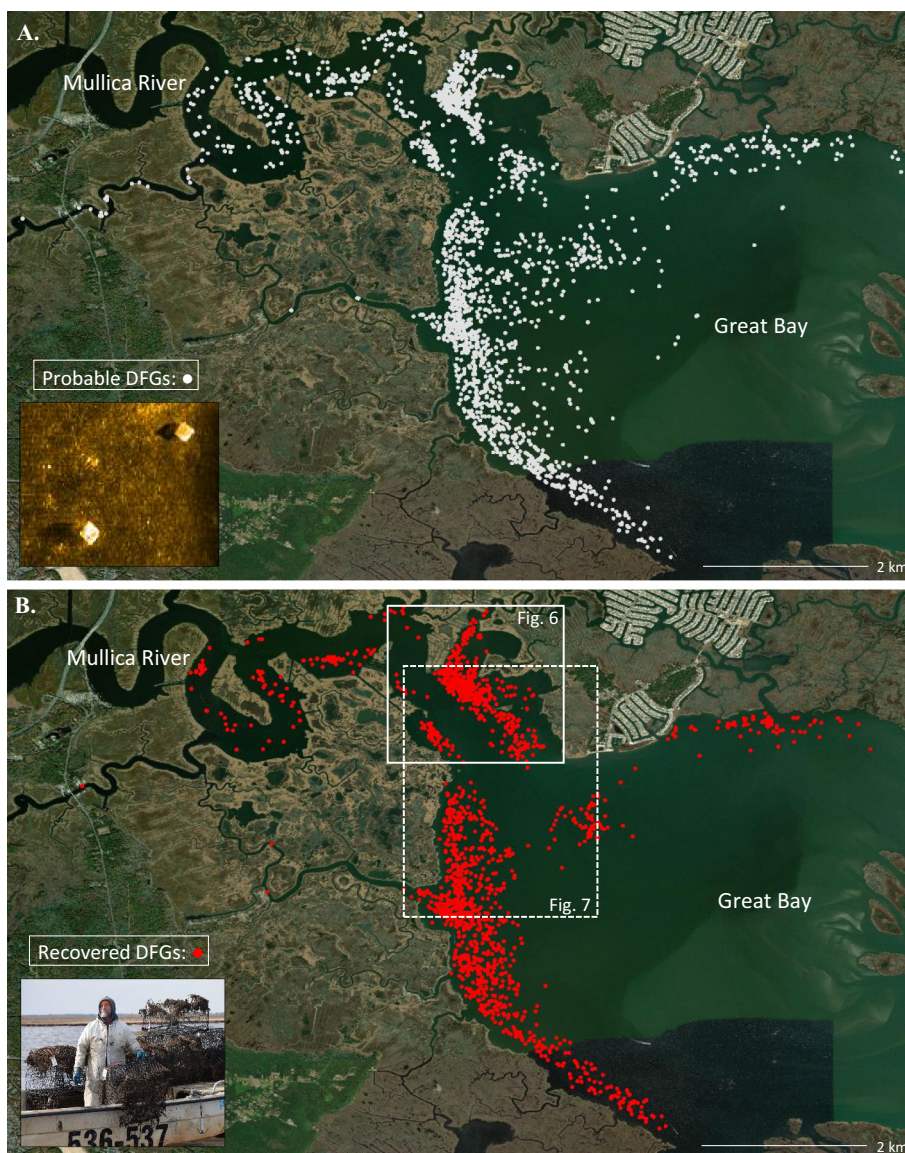 A.
Mullica River
Great Bay
Probable DFGs:
2 km
B.
Fig. 6
Mullica River
Fig. 7
Great Bay
Recovered DFGs:
536-537
2 km